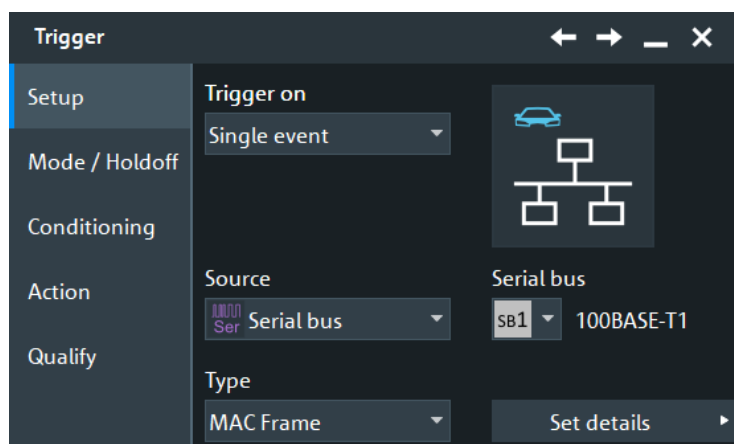 Trigger
Setup
Mode / Holdoff
Conditioning
Action
Qualify
Trigger on
Single event
Source
Ser Serial bus
Serial bus
SB1 100BASE-T1
Type
MAC Frame
Set details